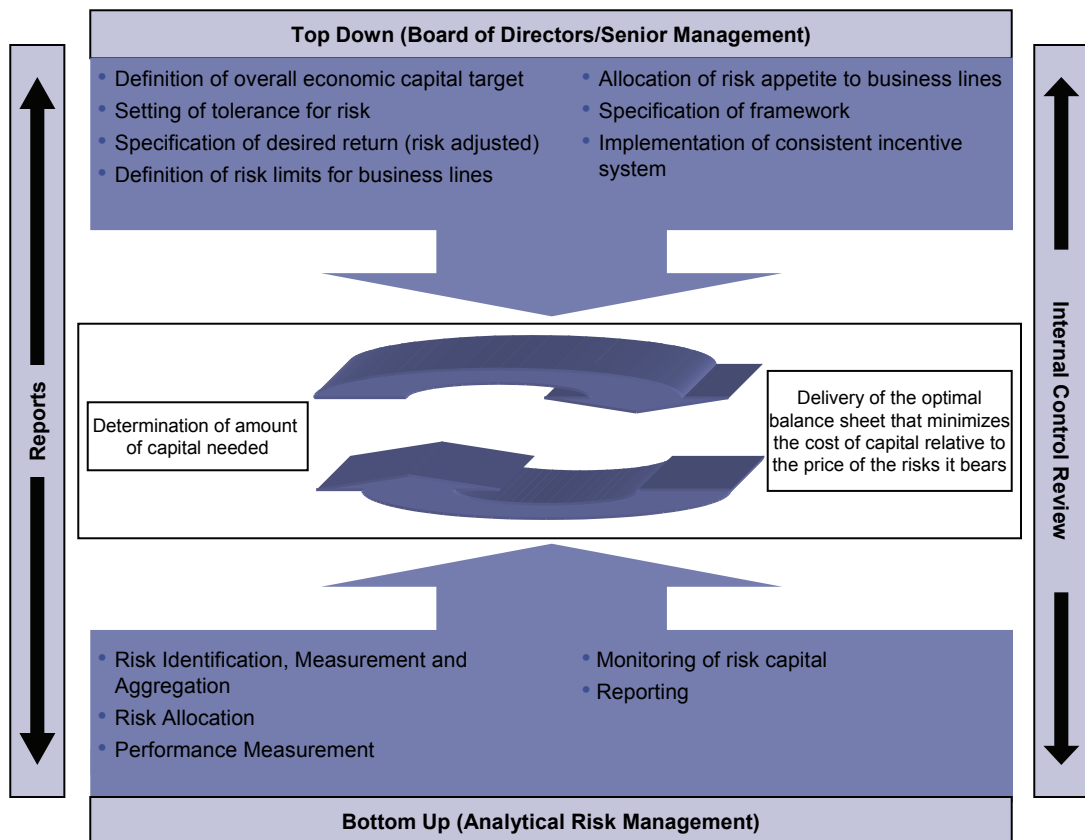 Top Down (Board of Directors/Senior Management)
• Definition of overall economic capital target
• Setting of tolerance for risk
• Specification of desired return (risk adjusted)
• Definition of risk limits for business lines
• Allocation of risk appetite to business lines
• Specification of framework
• Implementation of consistent incentive
system
Reports
Determination of amount
of capital needed
Delivery of the optimal
balance sheet that minimizes
the cost of capital relative to
the price of the risks it bears
Internal Control Review
• Risk Identification, Measurement and
Aggregation
• Risk Allocation
• Performance Measurement
• Monitoring of risk capital
• Reporting
Bottom Up (Analytical Risk Management)